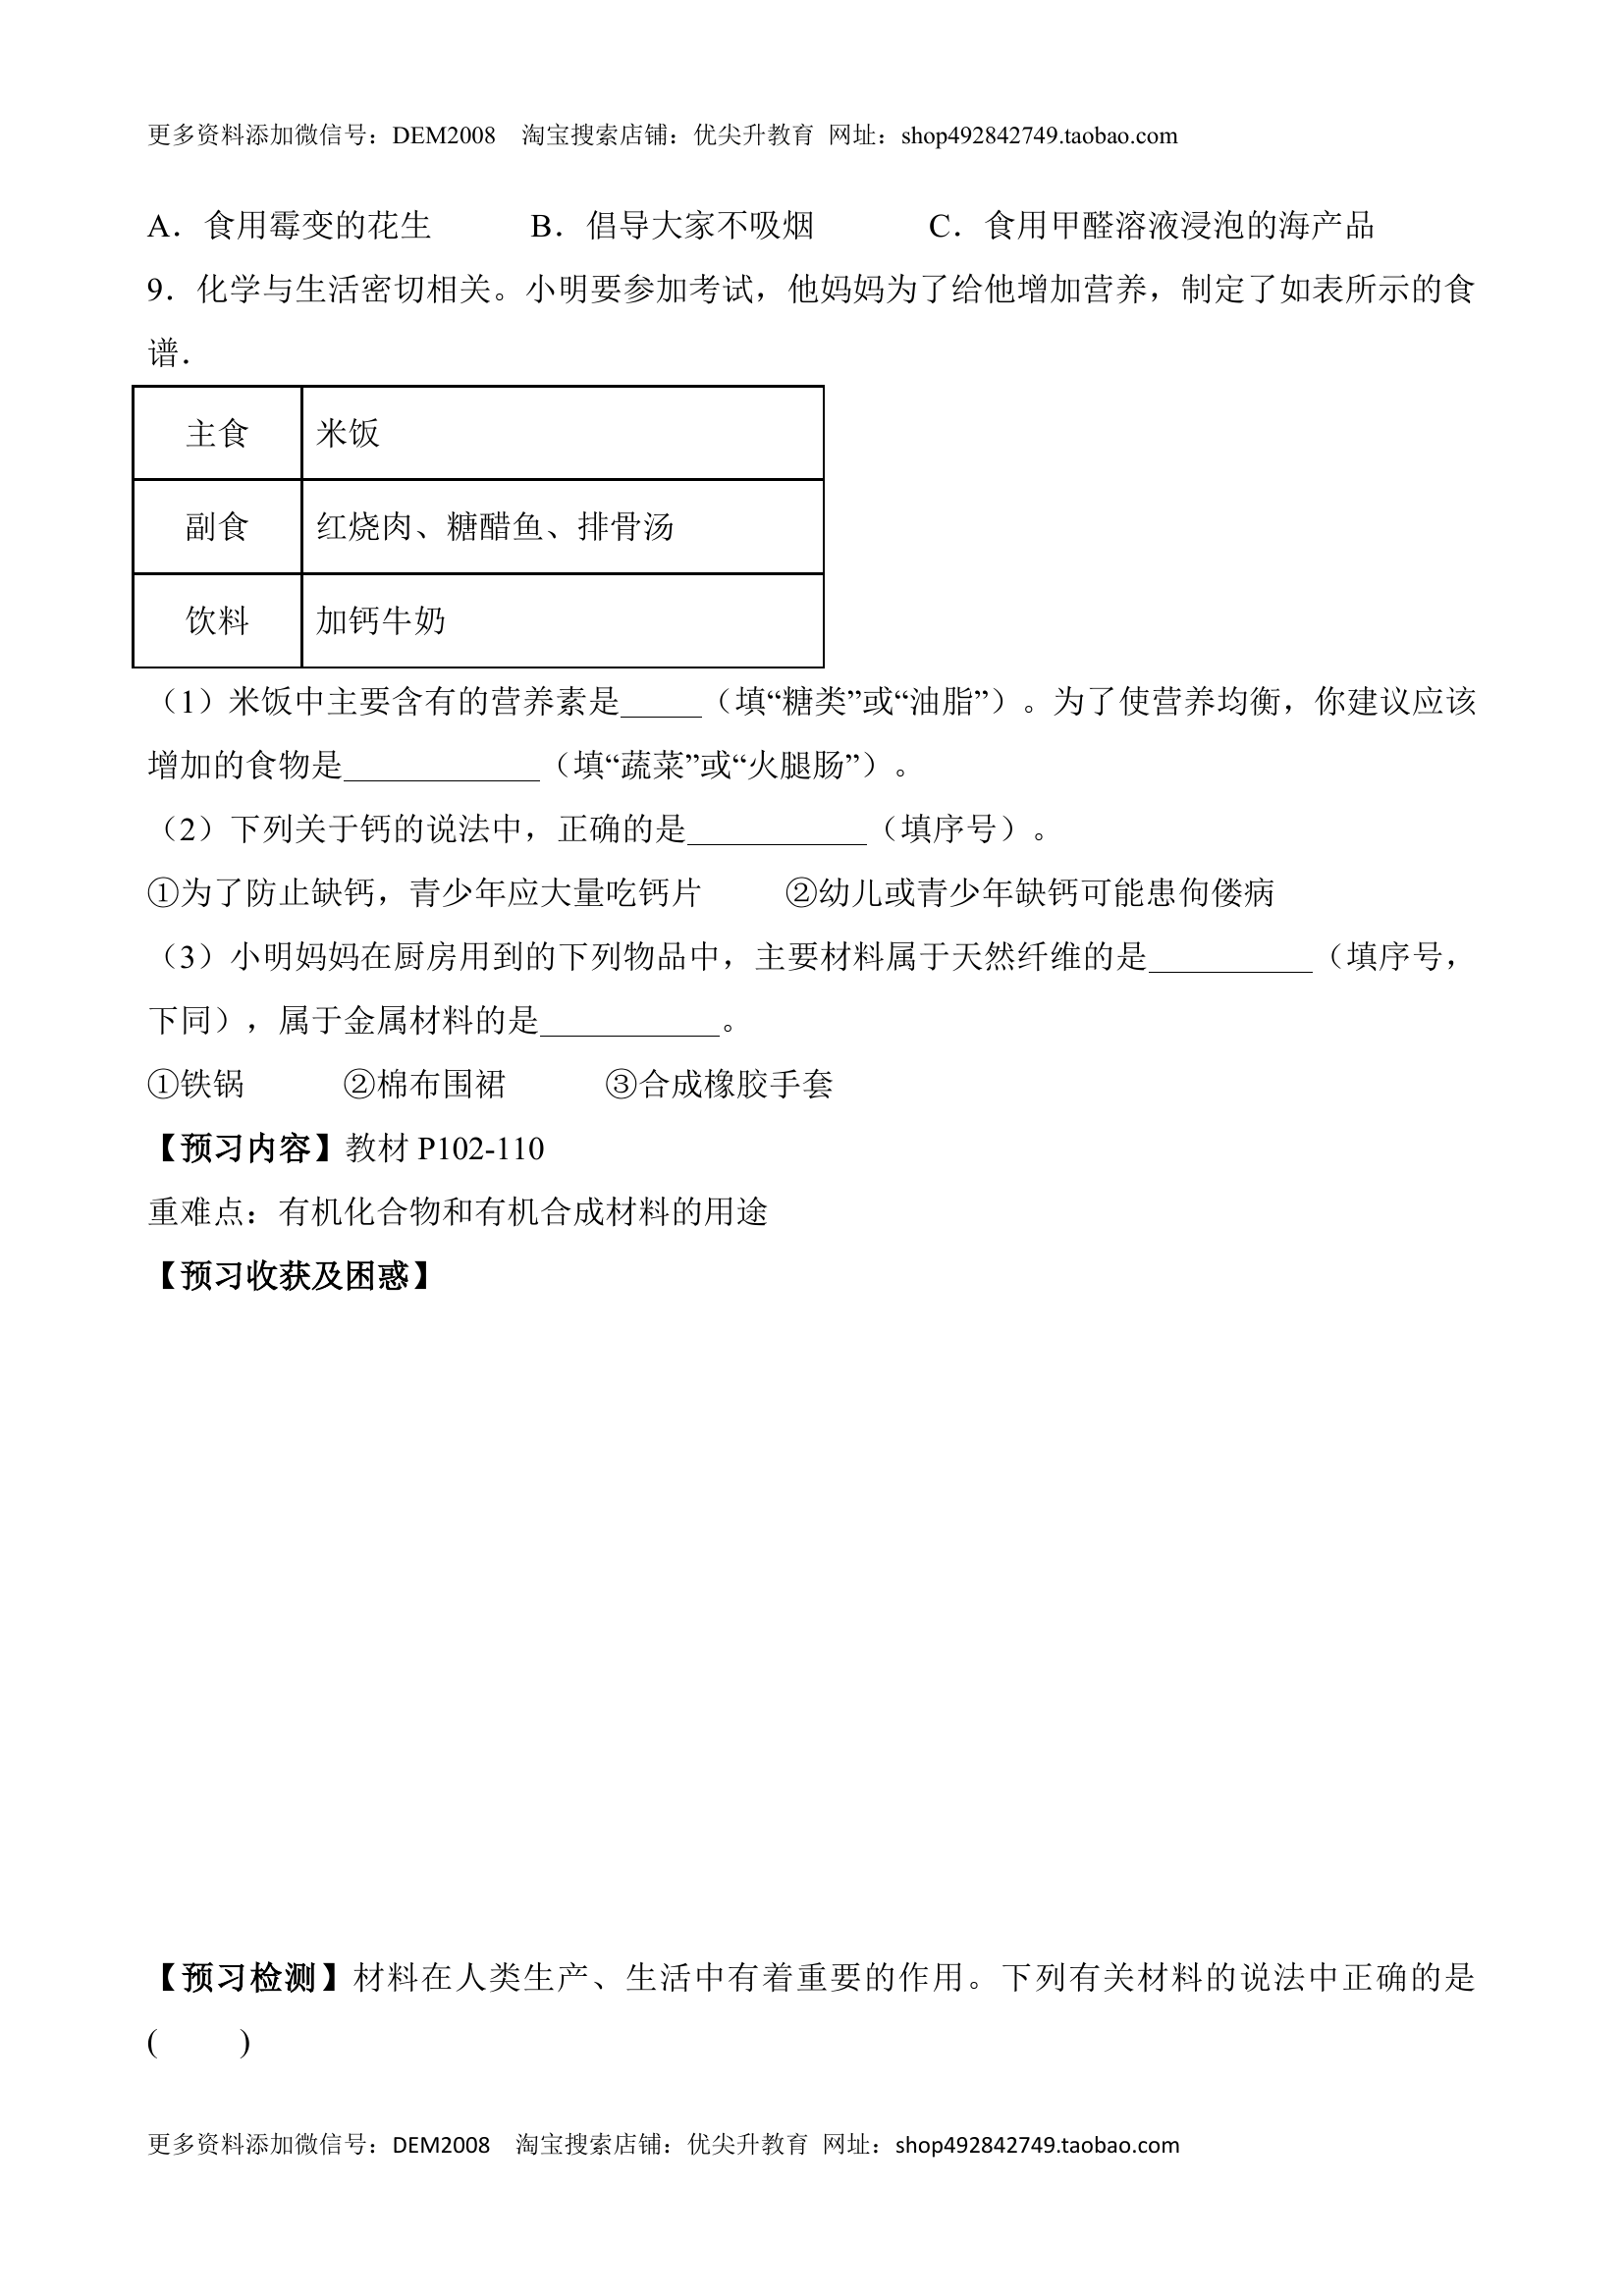 更多资料添加微信号：DEM2008    淘宝搜索店铺：优尖升教育  网址：shop492842749.taobao.com
A．食用霉变的花生    B．倡导大家不吸烟    C．食用甲醛溶液浸泡的海产品
9．化学与生活密切相关。小明要参加考试，他妈妈为了给他增加营养，制定了如表所示的食
谱．
主食    米饭
副食    红烧肉、糖醋鱼、排骨汤
饮料    加钙牛奶
（1）米饭中主要含有的营养素是_____（填“糖类”或“油脂”）。为了使营养均衡，你建议应该
增加的食物是____________（填“蔬菜”或“火腿肠”）。
（2）下列关于钙的说法中，正确的是___________（填序号）。
①为了防止缺钙，青少年应大量吃钙片    ②幼儿或青少年缺钙可能患佝偻病
（3）小明妈妈在厨房用到的下列物品中，主要材料属于天然纤维的是__________（填序号，
下同），属于金属材料的是___________。
①铁锅    ②棉布围裙    ③合成橡胶手套
【预习内容】教材 P102-110
重难点：有机化合物和有机合成材料的用途
【预习收获及困惑】
【预习检测】材料在人类生产、生活中有着重要的作用。下列有关材料的说法中正确的是
(    )
更多资料添加微信号：DEM2008    淘宝搜索店铺：优尖升教育  网址：shop492842749.taobao.com